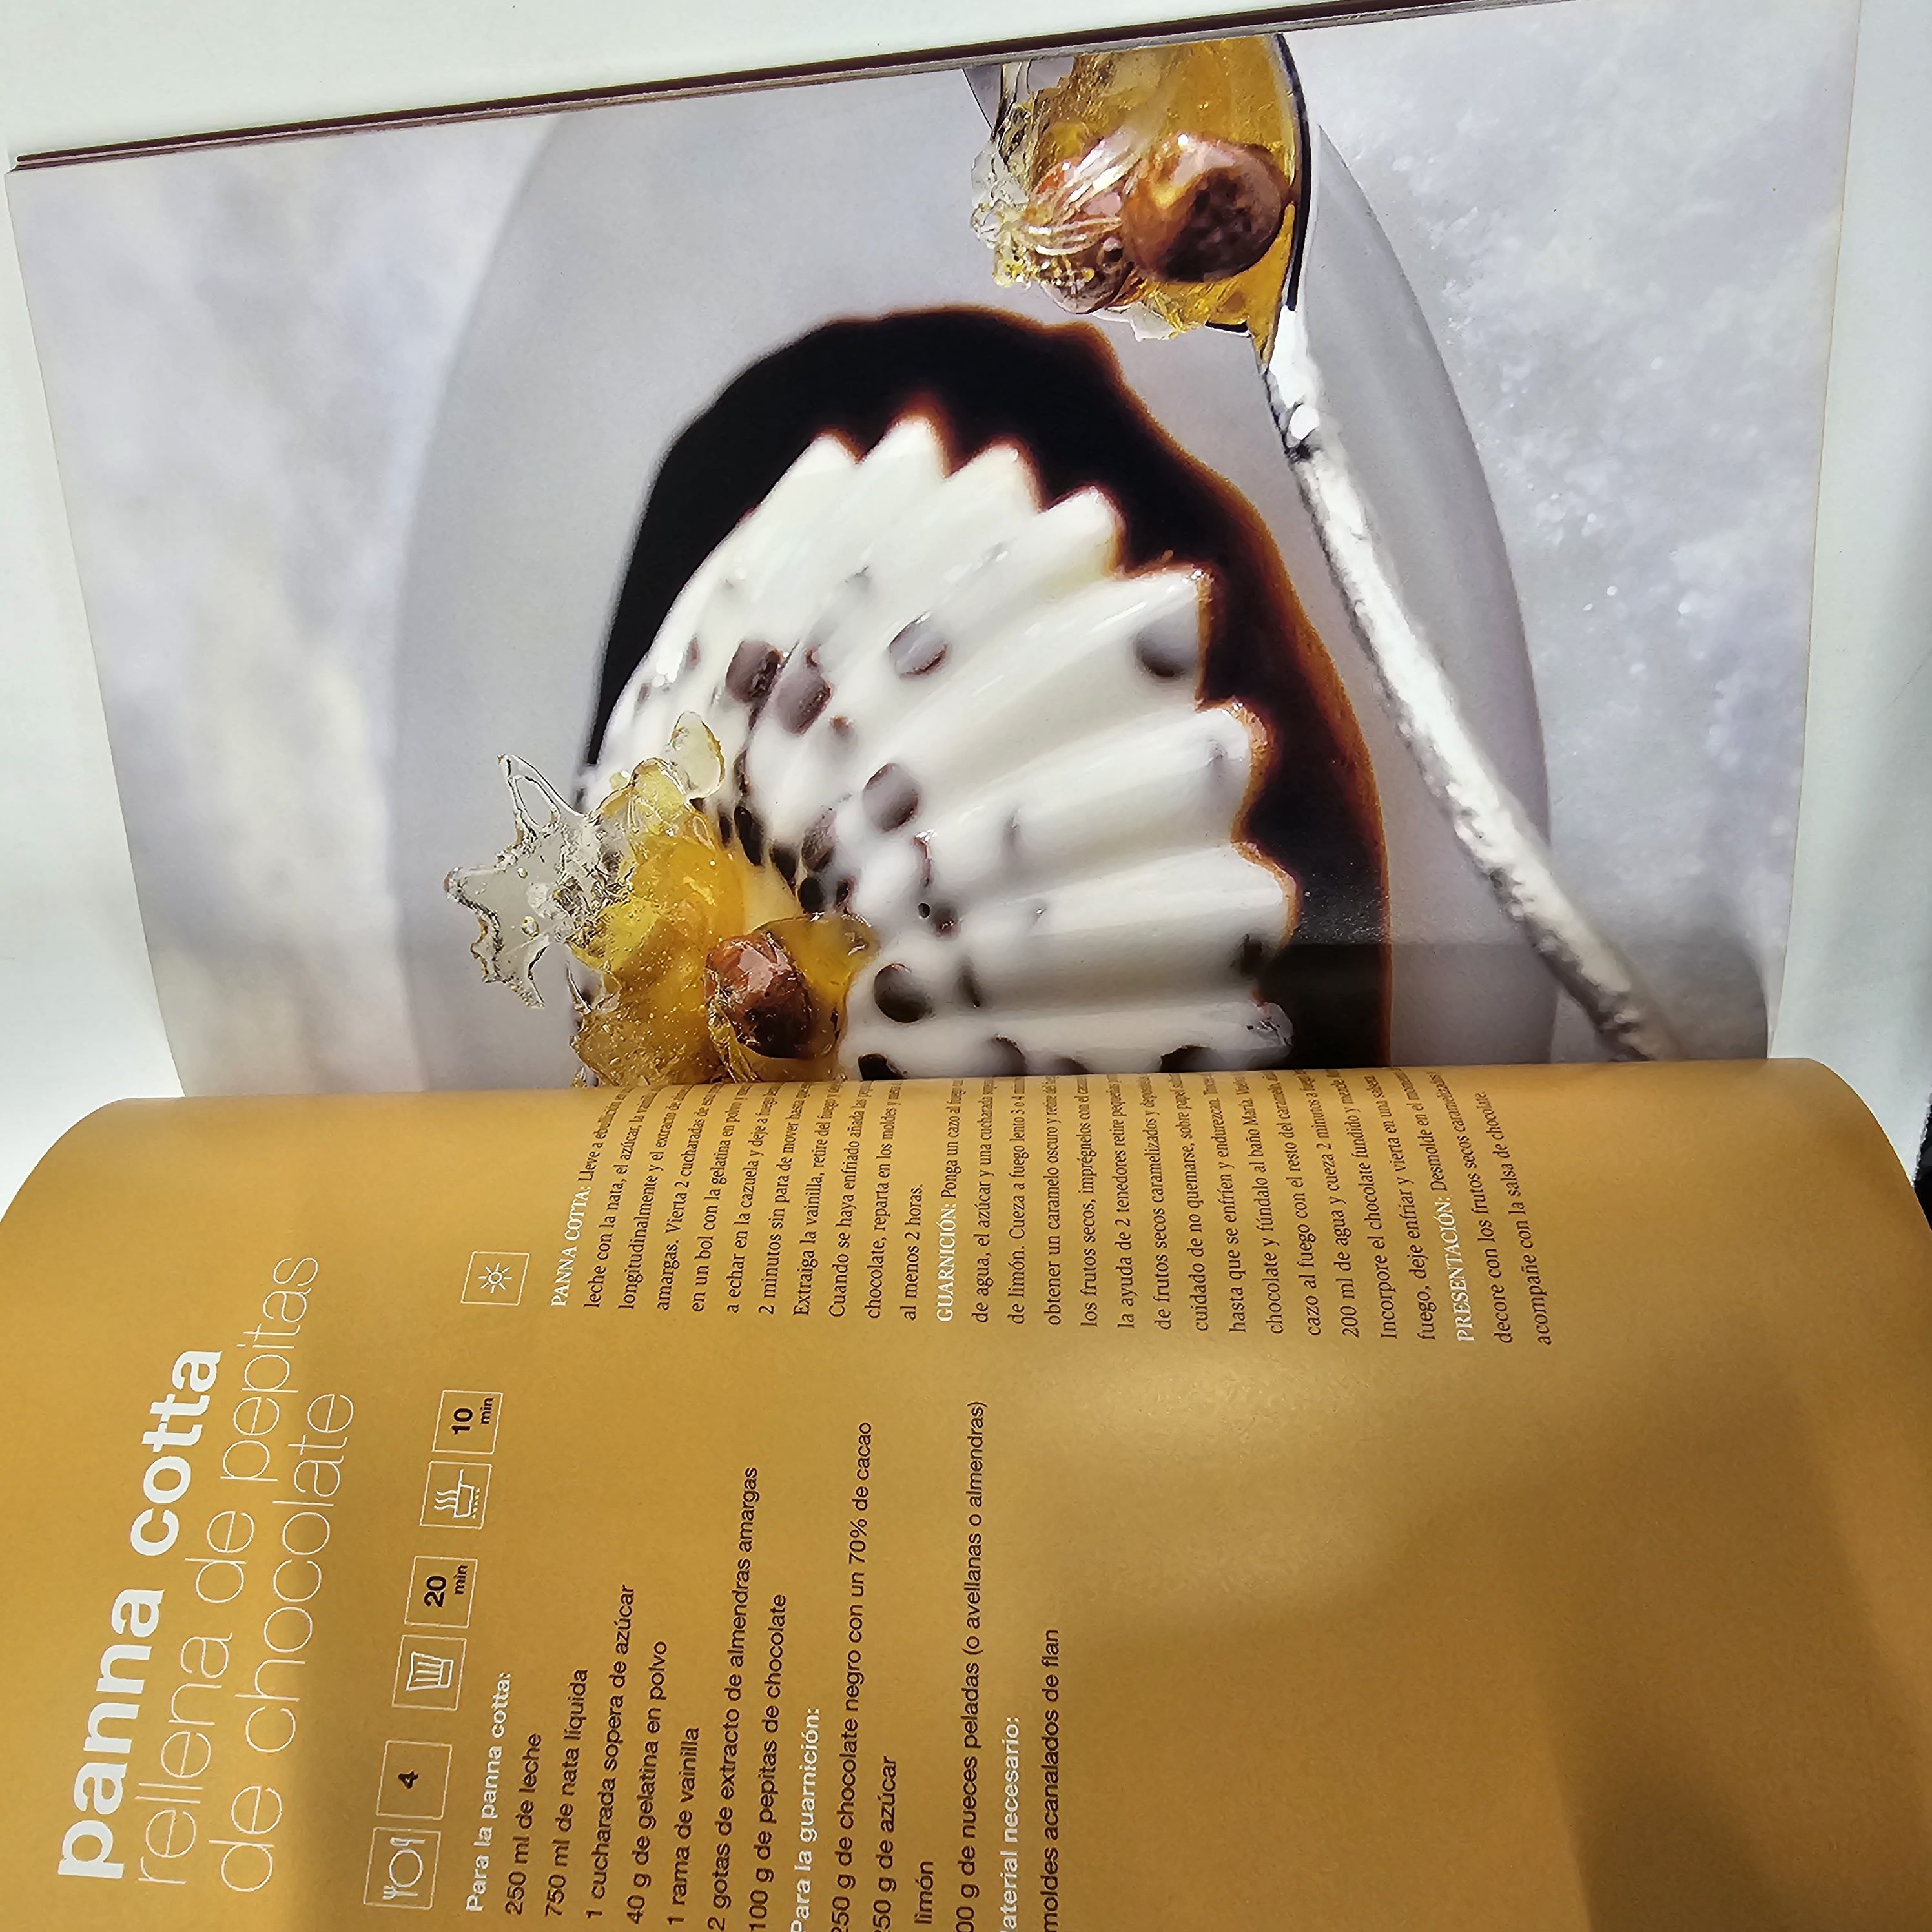 panna cotta
rellena de pepitas
de chocolate
4
20
min
10
min
Para la panna cotta:
250 ml de leche
750 ml de nata líquida
1 cucharada sopera de azúcar
40 g de gelatina en polvo
1 rama de vainilla
2 gotas de extracto de almendras amargas
100 g de pepitas de chocolate
Para la guarnición:
250 g de chocolate negro con un 70% de cacao
250 g de azúcar
limón
00 g de nueces peladas (o avellanas o almendras)
aterial necesario:
moldes acanalados de flan
PANNA COTTA: Lleve a ebullición
leche con la nata, el azúcar, la vainilla
longitudinalmente y el extracto de
amargas. Vierta 2 cucharadas de
en un bol con la gelatina en polvo y
a echar en la cazuela y deje a fuego
2 minutos sin para de mover hasta que
Extraiga la vainilla, retire del fuego y
Cuando se haya enfriado añada las
chocolate, reparta en los moldes y
al menos 2 horas.
GUARNICIÓN: Ponga un cazo al fuego
de agua, el azúcar y una cucharada
de limón. Cueza a fuego lento 3 o 4
obtener un caramelo oscuro y retire del
los frutos secos, imprégnelos con el
la ayuda de 2 tenedores retire pequeñas
de frutos secos caramelizados y
cuidado de no quemarse, sobre papel
hasta que se enfríen y endurezcan.
chocolate y fúndalo al baño María.
cazo al fuego con el resto del caramelo,
200 ml de agua y cueza 2 minutos a fuego
Incorpore el chocolate fundido y mezcle.
fuego, deje enfriar y vierta en una salsera.
PRESENTACIÓN: Desmolde en el
decore con los frutos secos caramelizados
acompañe con la salsa de chocolate.